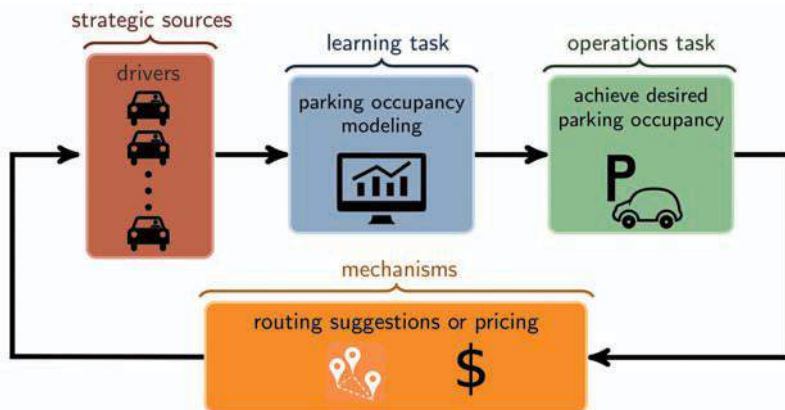 strategic sources
learning task
operations task
drivers
parking occupancy
modeling
achieve desired
parking occupancy
P
mechanisms
routing suggestions or pricing
$